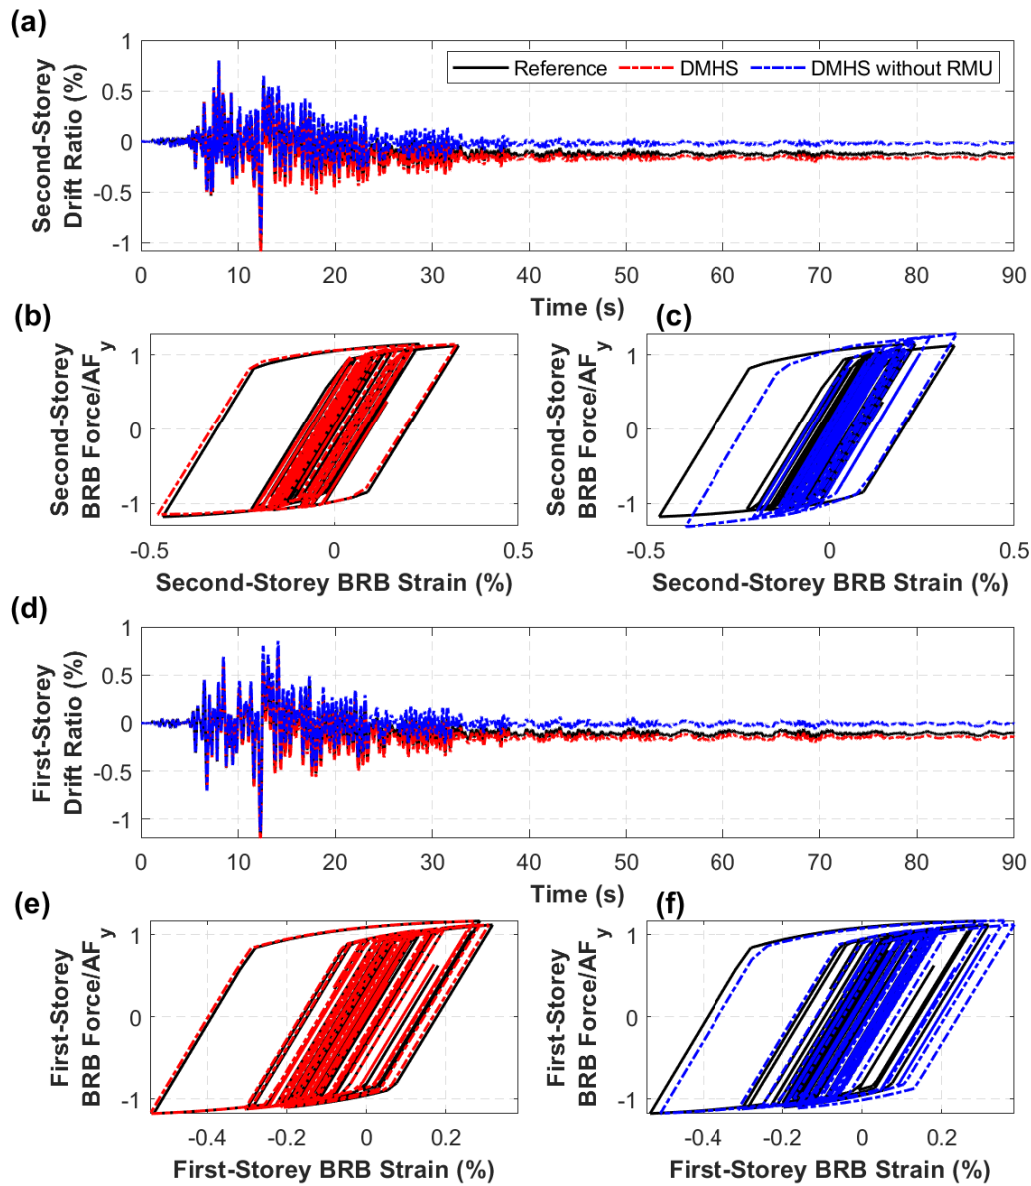 (a)
Second-Storey
Drift Ratio (%)
1
0.5
0
-0.5
-1
Reference
DMHS
DMHS without RMU
0 10 20 30 40 50 60 70 80 90
Time (s)
(b)
Second-Storey
BRB Force/AF_y
1
0
-1
-0.5 0 0.5
Second-Storey BRB Strain (%)
(c)
Second-Storey
BRB Force/AF_y
1
0
-1
-0.5 0 0.5
Second-Storey BRB Strain (%)
(d)
First-Storey
Drift Ratio (%)
1
0.5
0
-0.5
-1
0 10 20 30 40 50 60 70 80 90
Time (s)
(e)
First-Storey
BRB Force/AF_y
1
0
-1
-0.4 -0.2 0 0.2
First-Storey BRB Strain (%)
(f)
First-Storey
BRB Force/AF_y
1
0
-1
-0.4 -0.2 0 0.2
First-Storey BRB Strain (%)